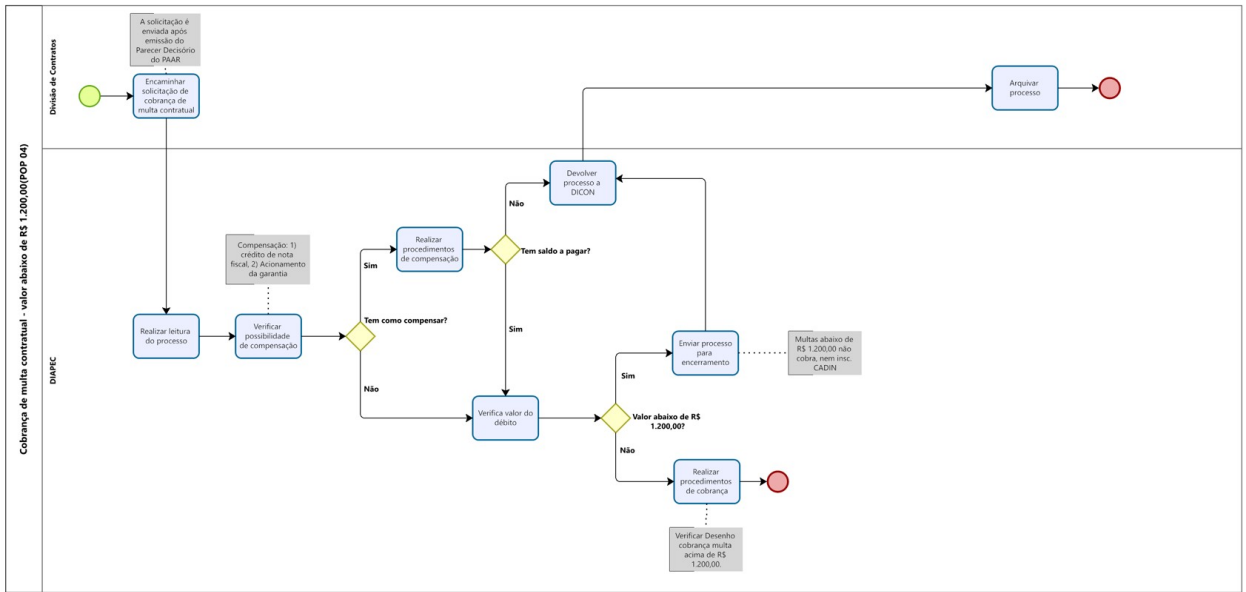 Cobrança de multa contratual - valor abaixo de R$ 1.200,00(POP 04)
Divisão de Contratos
A solicitação é
enviada após
emissão do
Parecer Decisório
do PAAR
Encaminhar
solicitação de
cobrança de
multa contratual
Arquivar
processo
DIAPEC
Devolver
processo a
DICON
Não
Realizar
procedimentos
de compensação
Tem saldo a pagar?
Compensação: 1)
crédito de nota
fiscal, 2) Acionamento
da garantia
Sim
Realizar leitura
do processo
Verificar
possibilidade
de compensação
Tem como compensar?
Sim
Enviar processo
para
encerramento
Multas abaixo de
R$ 1.200,00 não
cobra, nem insc.
CADIN
Não
Sim
Verifica valor do
débito
Valor abaixo de R$
1.200,00?
Não
Realizar
procedimentos
de cobrança
Verificar Desenho
cobrança multa
acima de R$
1.200,00.